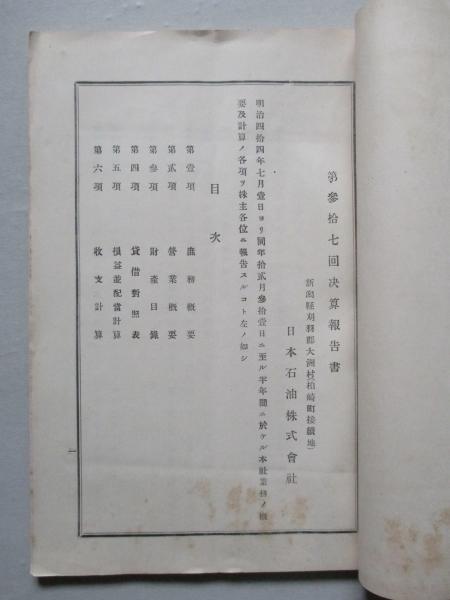 第參拾七回決算報告書
新潟縣刈羽郡大洲村(柏崎町接續地)
日本石油株式會社
明治四拾四年七月壹日ヨリ同年拾貳月參拾壹日ニ至ル半年間ニ於ケル本社業務ノ概
要及計算ノ各項ヲ株主各位ニ報告スルコト左ノ如シ
目次
第壹項 庶務概要
第貳項 營業概要
第參項 財產目錄
第四項 貸借對照表
第五項 損益並配當計算
第六項 收支計算
一